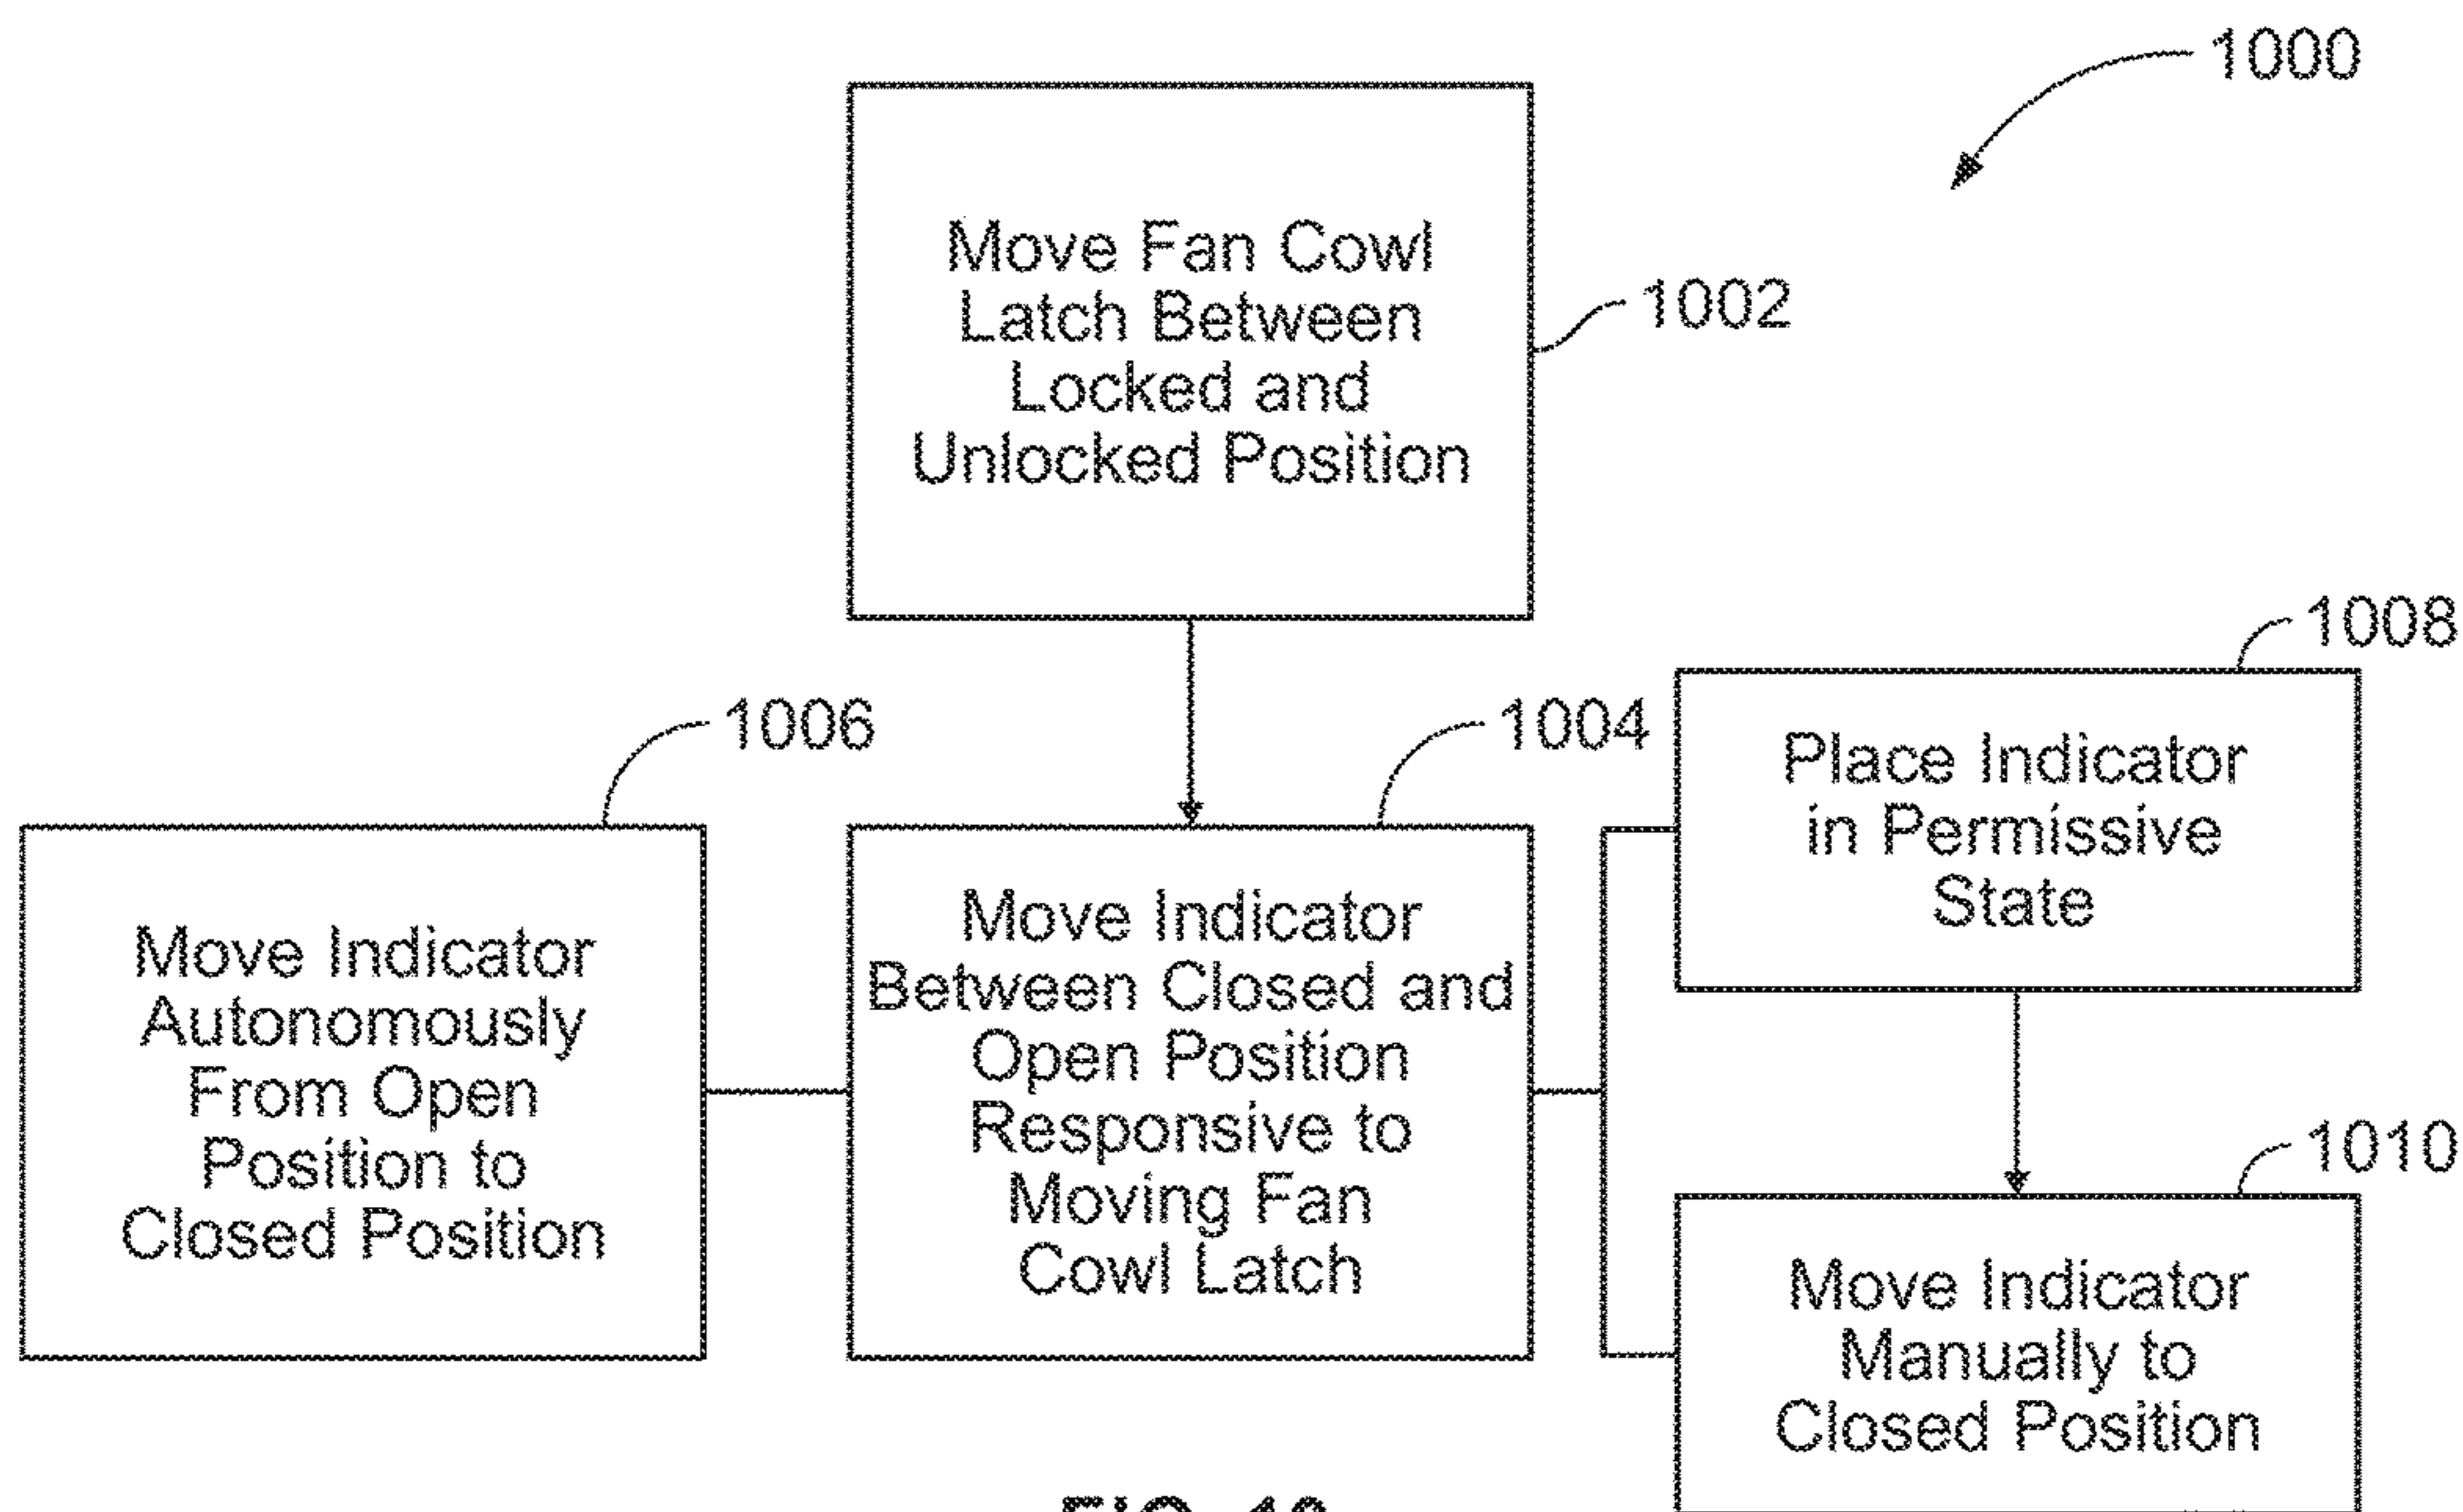 1000
Move Fan Cowl
Latch Between
Locked and
Unlocked Position
1002
1008
1006
1004
Place Indicator
in Permissive
State
Move Indicator
Autonomously
From Open
Position to
Closed Position
Move Indicator
Between Closed and
Open Position
Responsive to
Moving Fan
Cowl Latch
1010
Move Indicator
Manually to
Closed Position